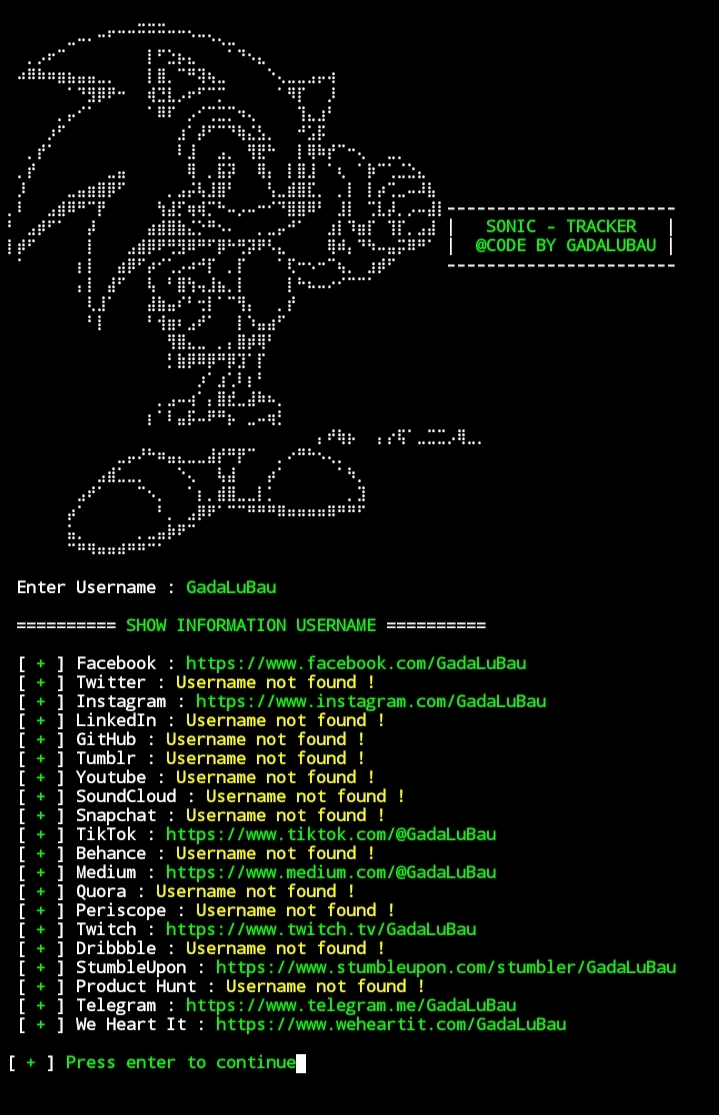 SONIC - TRACKER
@CODE BY GADALUBAU
Enter Username : GadaLuBau
========== SHOW INFORMATION USERNAME ==========
[ + ] Facebook : https://www.facebook.com/GadaLuBau
[ + ] Twitter : Username not found !
[ + ] Instagram : https://www.instagram.com/GadaLuBau
[ + ] LinkedIn : Username not found !
[ + ] GitHub : Username not found !
[ + ] Tumblr : Username not found !
[ + ] Youtube : Username not found !
[ + ] SoundCloud : Username not found !
[ + ] Snapchat : Username not found !
[ + ] TikTok : https://www.tiktok.com/@GadaLuBau
[ + ] Behance : Username not found !
[ + ] Medium : https://www.medium.com/@GadaLuBau
[ + ] Quora : Username not found !
[ + ] Periscope : Username not found !
[ + ] Twitch : https://www.twitch.tv/GadaLuBau
[ + ] Dribbble : Username not found !
[ + ] StumbleUpon : https://www.stumbleupon.com/stumbler/GadaLuBau
[ + ] Product Hunt : Username not found !
[ + ] Telegram : https://www.telegram.me/GadaLuBau
[ + ] We Heart It : https://www.weheartit.com/GadaLuBau
[ + ] Press enter to continue